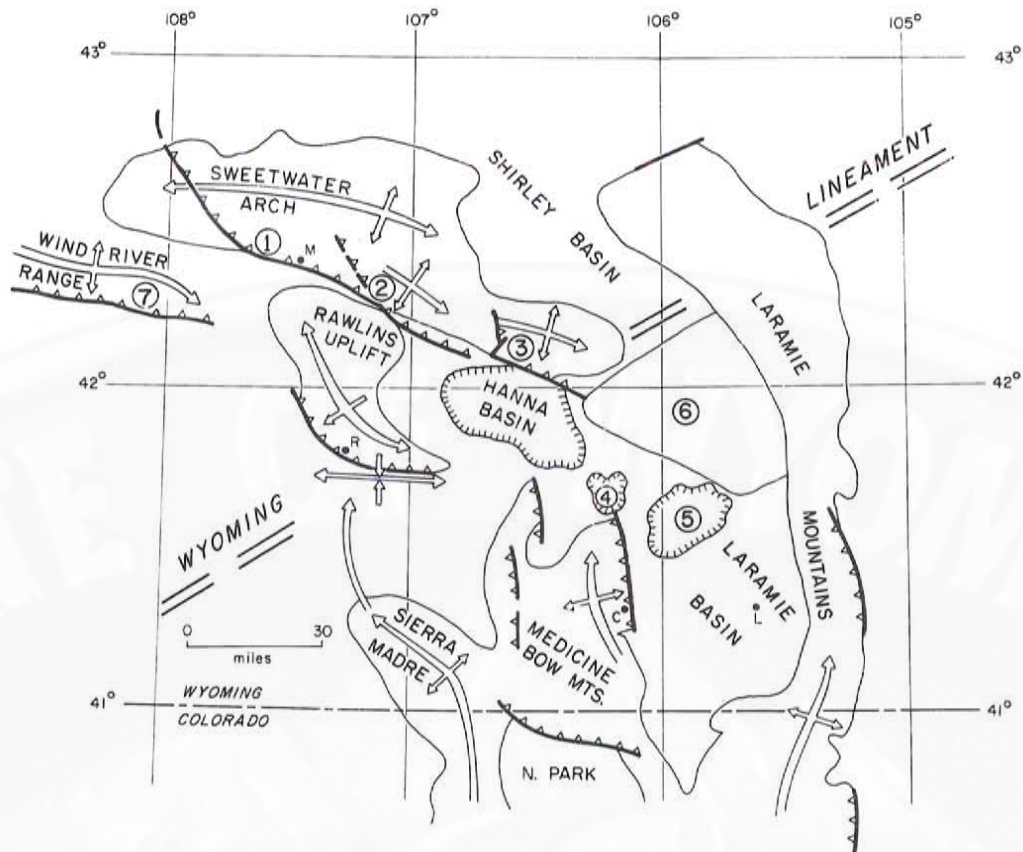 108°
107°
106°
105°
43°
43°
SHIRLEY
BASIN
LINEAMENT
SWEETWATER
ARCH
WIND RIVER
RANGE
1
M
2
7
RAWLINS
UPLIFT
3
LARAMIE
42°
42°
HANNA
BASIN
6
R
4
5
WYOMING
LARAMIE
BASIN
MOUNTAINS
L
C
0
30
miles
SIERRA
MADRE
MEDICINE
BOW MTS.
41°
WYOMING
COLORADO
41°
N. PARK